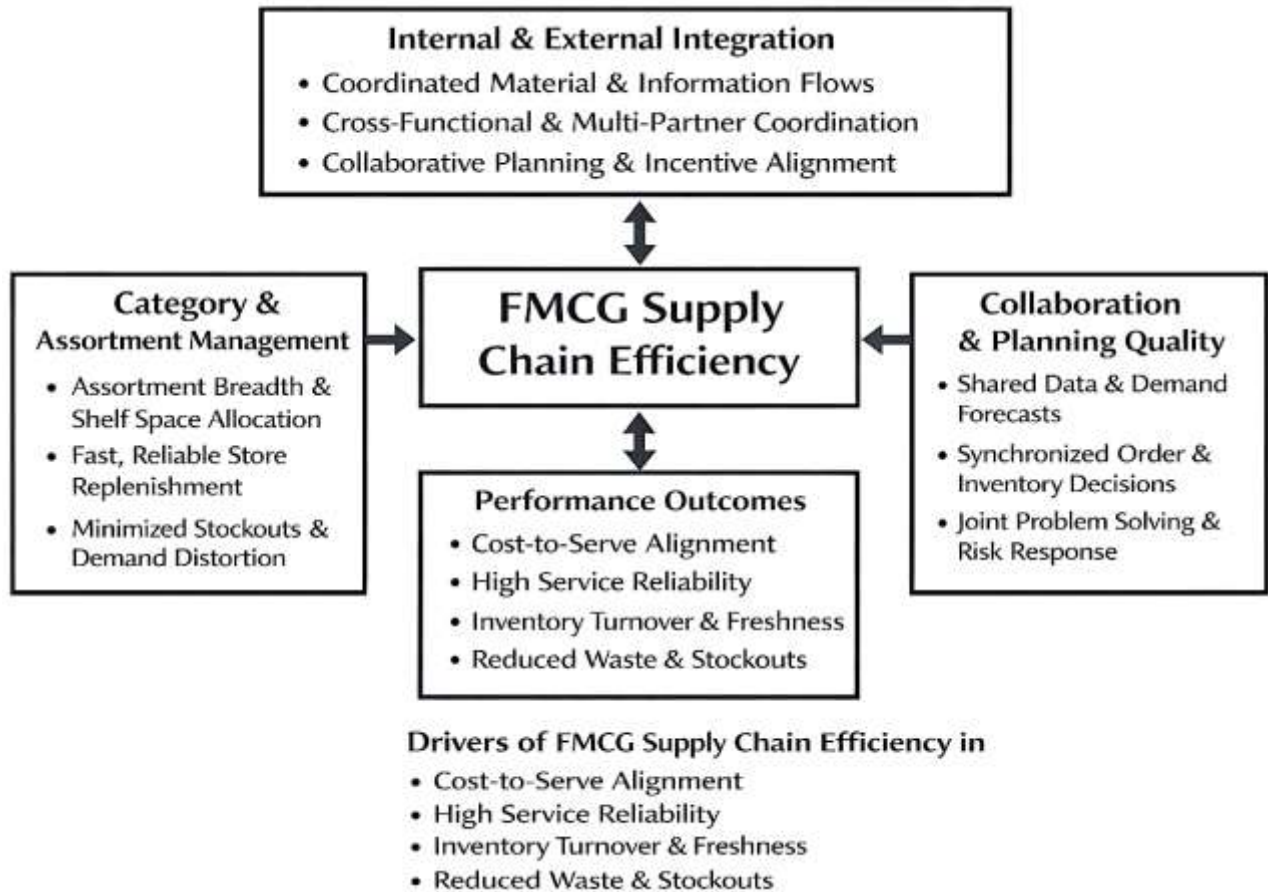 Internal & External Integration
• Coordinated Material & Information Flows
• Cross-Functional & Multi-Partner Coordination
• Collaborative Planning & Incentive Alignment
Category &
Assortment Management
• Assortment Breadth &
Shelf Space Allocation
• Fast, Reliable Store
Replenishment
• Minimized Stockouts &
Demand Distortion
FMCG Supply
Chain Efficiency
Collaboration
& Planning Quality
• Shared Data & Demand
Forecasts
• Synchronized Order &
Inventory Decisions
• Joint Problem Solving &
Risk Response
Performance Outcomes
• Cost-to-Serve Alignment
• High Service Reliability
• Inventory Turnover & Freshness
• Reduced Waste & Stockouts
Drivers of FMCG Supply Chain Efficiency in
• Cost-to-Serve Alignment
• High Service Reliability
• Inventory Turnover & Freshness
• Reduced Waste & Stockouts